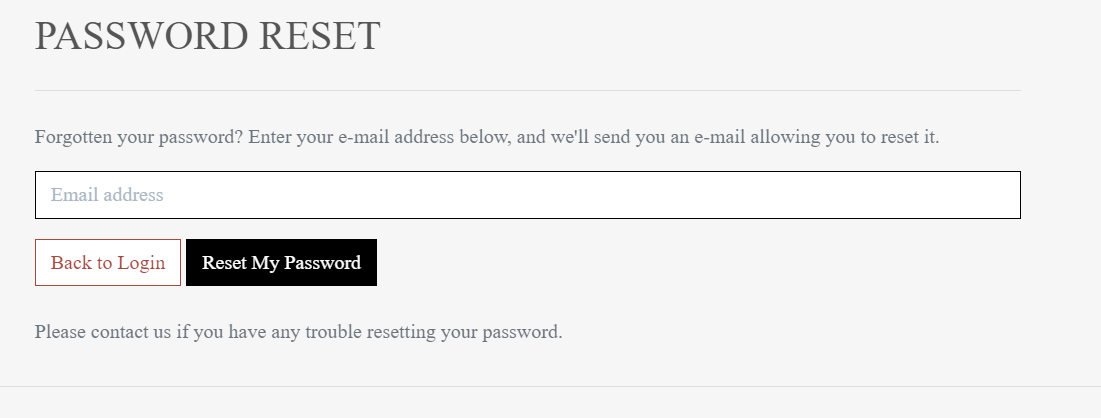 PASSWORD RESET
Forgotten your password? Enter your e-mail address below, and we'll send you an e-mail allowing you to reset it.
Email address
Back to Login Reset My Password
Please contact us if you have any trouble resetting your password.